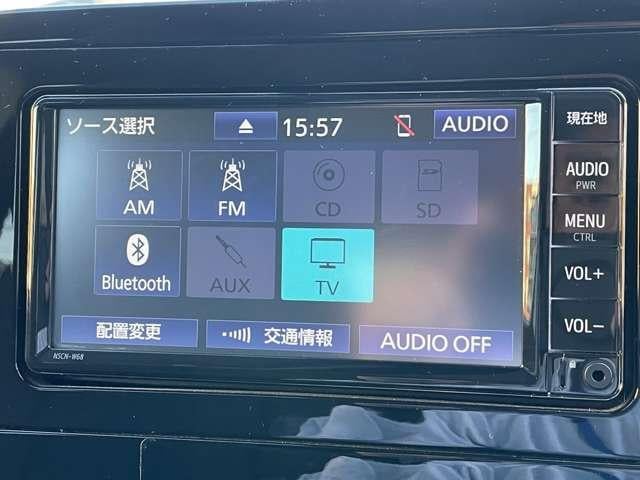 ソース選択
15:57
AUDIO
AM
FM
CD
SD
Bluetooth
AUX
TV
配置変更
交通情報
AUDIO OFF
NSCN-W68
現在地
AUDIO
PWR
MENU
CTRL
VOL+
VOL-